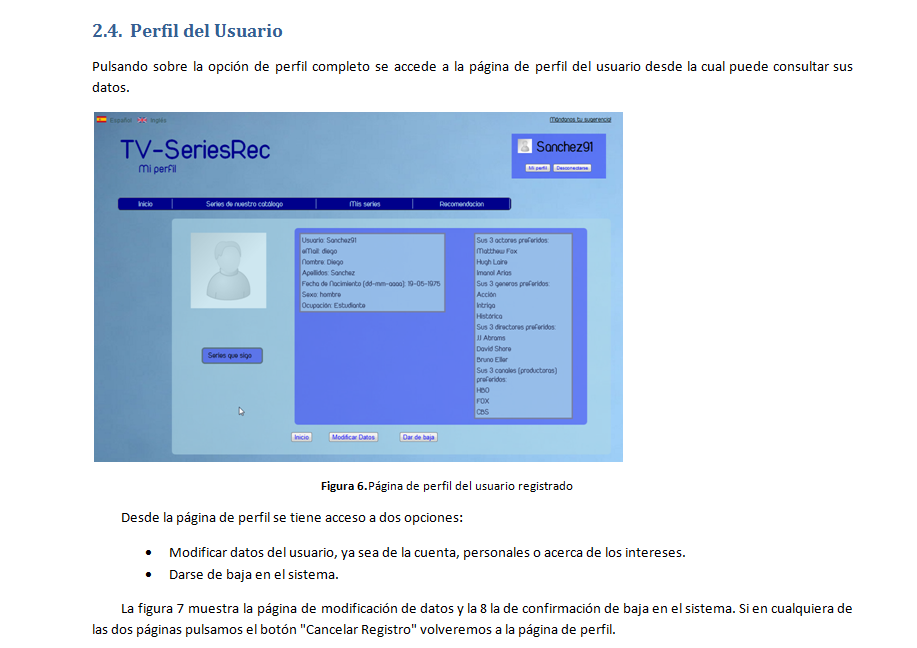 2.4. Perfil del Usuario
Pulsando sobre la opción de perfil completo se accede a la página de perfil del usuario desde la cual puede consultar sus
datos.
Español Inglés
Mándanos tu sugerencia!
TV-SeriesRec
Mi perfil
Sanchez91
Mi perfil Desconectarse
Inicio Series de nuestro catálogo Mis series Recomendacion
Usuario: Sanchez91
eMail: diego
Nombre: Diego
Apellidos: Sanchez
Fecha de Nacimiento (dd-mm-aaaa): 19-05-1975
Sexo: hombre
Ocupación: Estudiante
Sus 3 actores preferidos:
Matthew Fox
Hugh Laire
Imanol Arias
Sus 3 generos preferidos:
Acción
Intriga
Histórica
Sus 3 directores preferidos:
JJ Abrams
David Shore
Bruno Eller
Sus 3 canales (productoras)
preferidos:
HBO
FOX
CBS
Series que sigo
Inicio Modificar Datos Dar de baja
Figura 6.Página de perfil del usuario registrado
Desde la página de perfil se tiene acceso a dos opciones:
• Modificar datos del usuario, ya sea de la cuenta, personales o acerca de los intereses.
• Darse de baja en el sistema.
La figura 7 muestra la página de modificación de datos y la 8 la de confirmación de baja en el sistema. Si en cualquiera de
las dos páginas pulsamos el botón "Cancelar Registro" volveremos a la página de perfil.